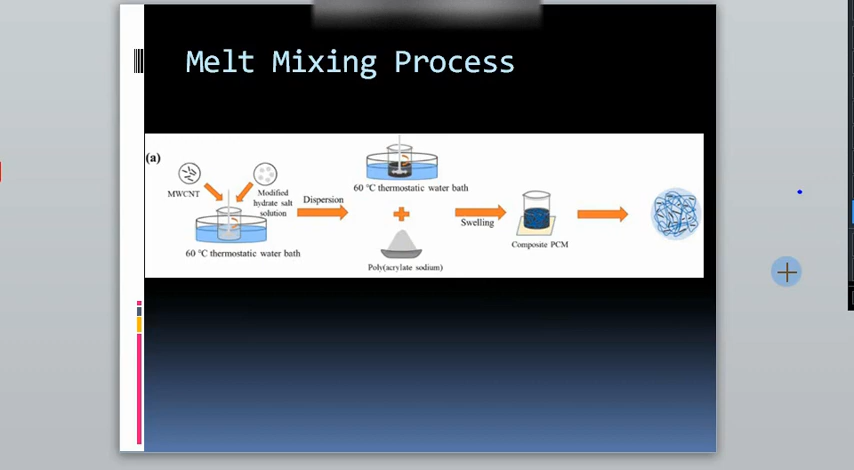 Melt Mixing Process
(a)
MWCNT
Modified
hydrate salt
solution
60 °C thermostatic water bath
Dispersion
60 °C thermostatic water bath
Poly(acrylate sodium)
Swelling
Composite PCM